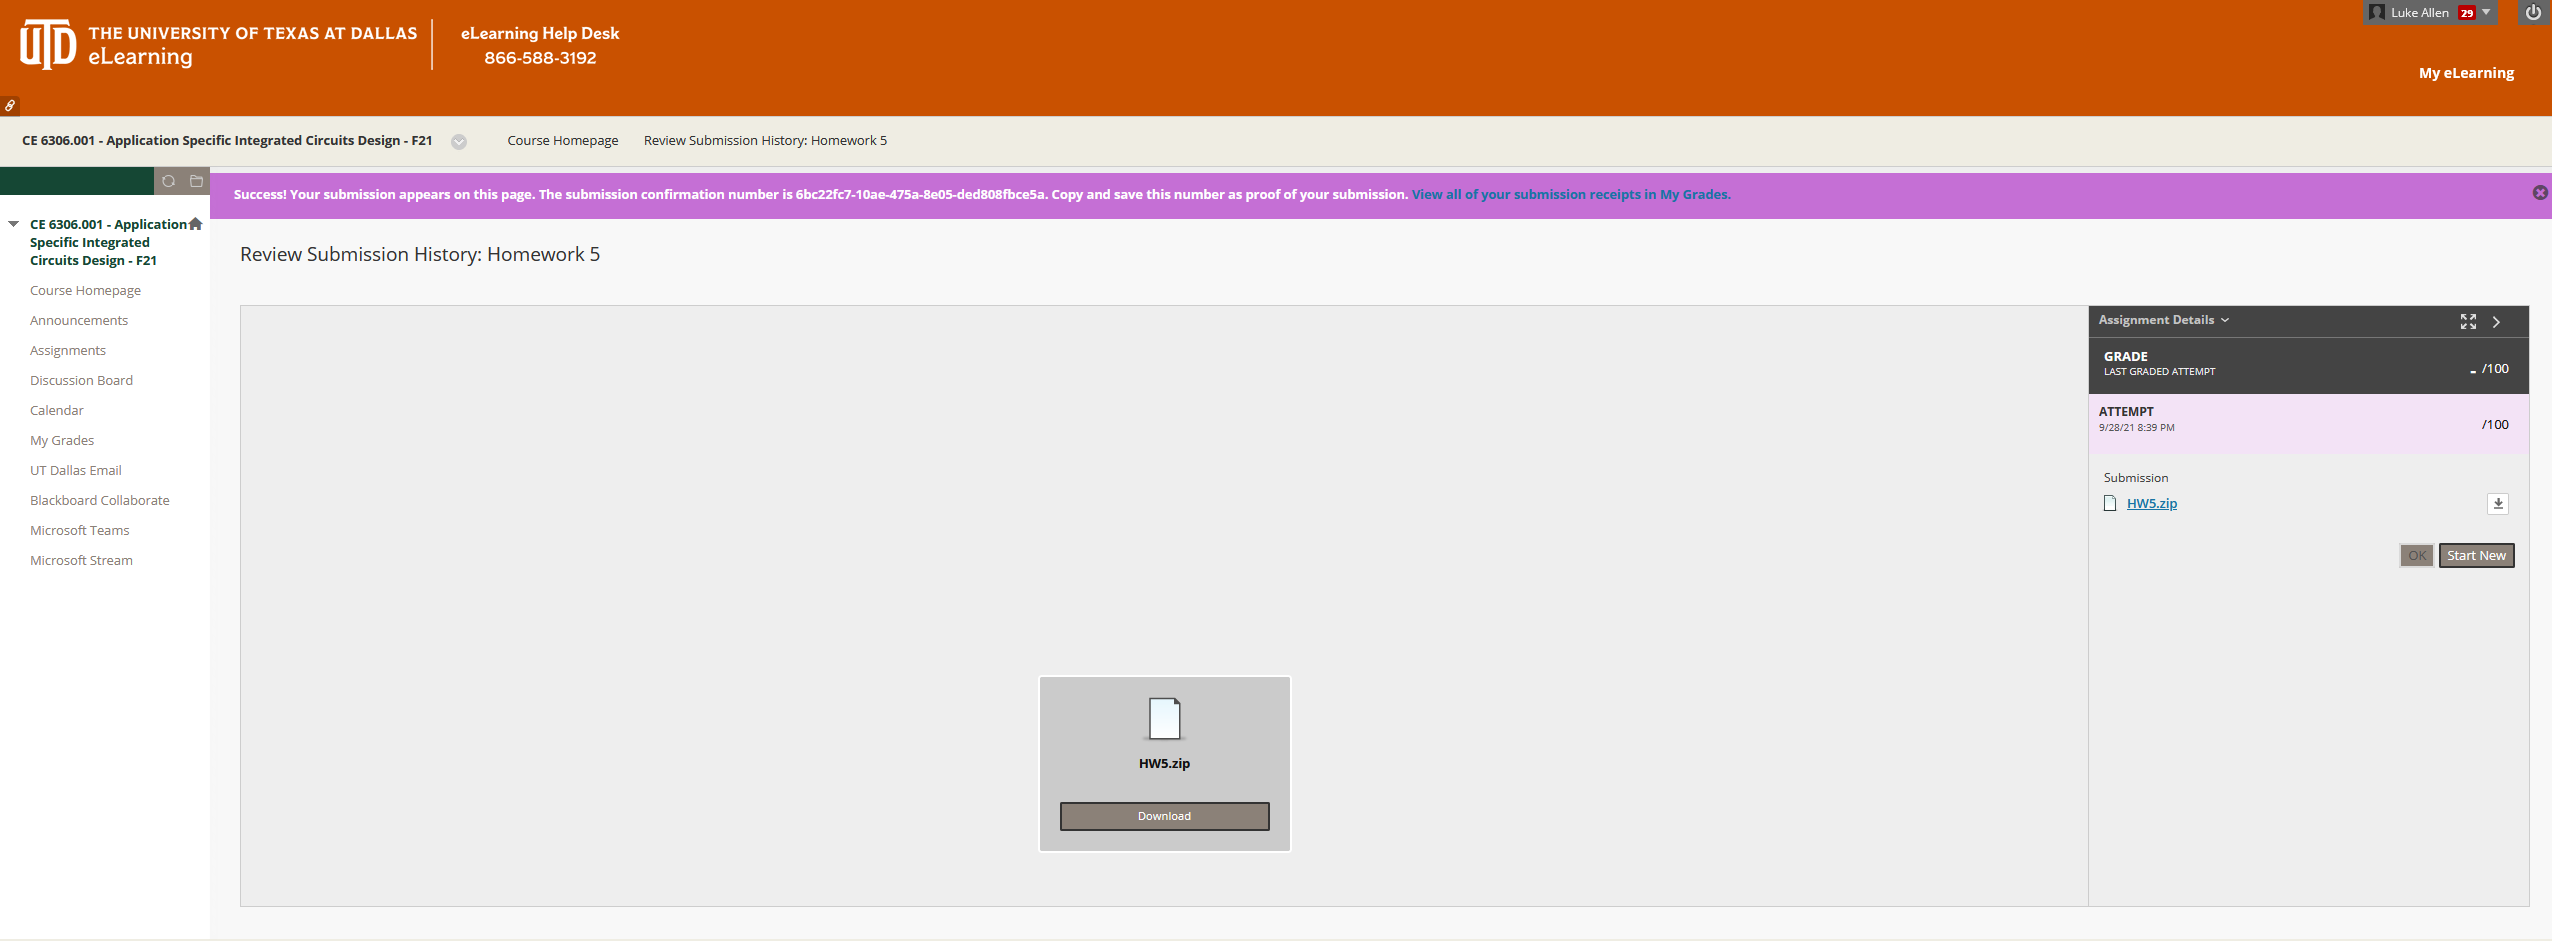 Luke Allen 29
UTD
THE UNIVERSITY OF TEXAS AT DALLAS
eLearning
eLearning Help Desk
866-588-3192
My eLearning
CE 6306.001 - Application Specific Integrated Circuits Design - F21
Course Homepage
Review Submission History: Homework 5
Success! Your submission appears on this page. The submission confirmation number is 6bc22fc7-10ae-475a-8e05-ded808fbce5a. Copy and save this number as proof of your submission. View all of your submission receipts in My Grades.
CE 6306.001 - Application
Specific Integrated
Circuits Design - F21
Course Homepage
Announcements
Assignments
Discussion Board
Calendar
My Grades
UT Dallas Email
Blackboard Collaborate
Microsoft Teams
Microsoft Stream
Review Submission History: Homework 5
HW5.zip
Download
Assignment Details
GRADE
LAST GRADED ATTEMPT
- /100
ATTEMPT
9/28/21 8:39 PM
/100
Submission
HW5.zip
OK
Start New